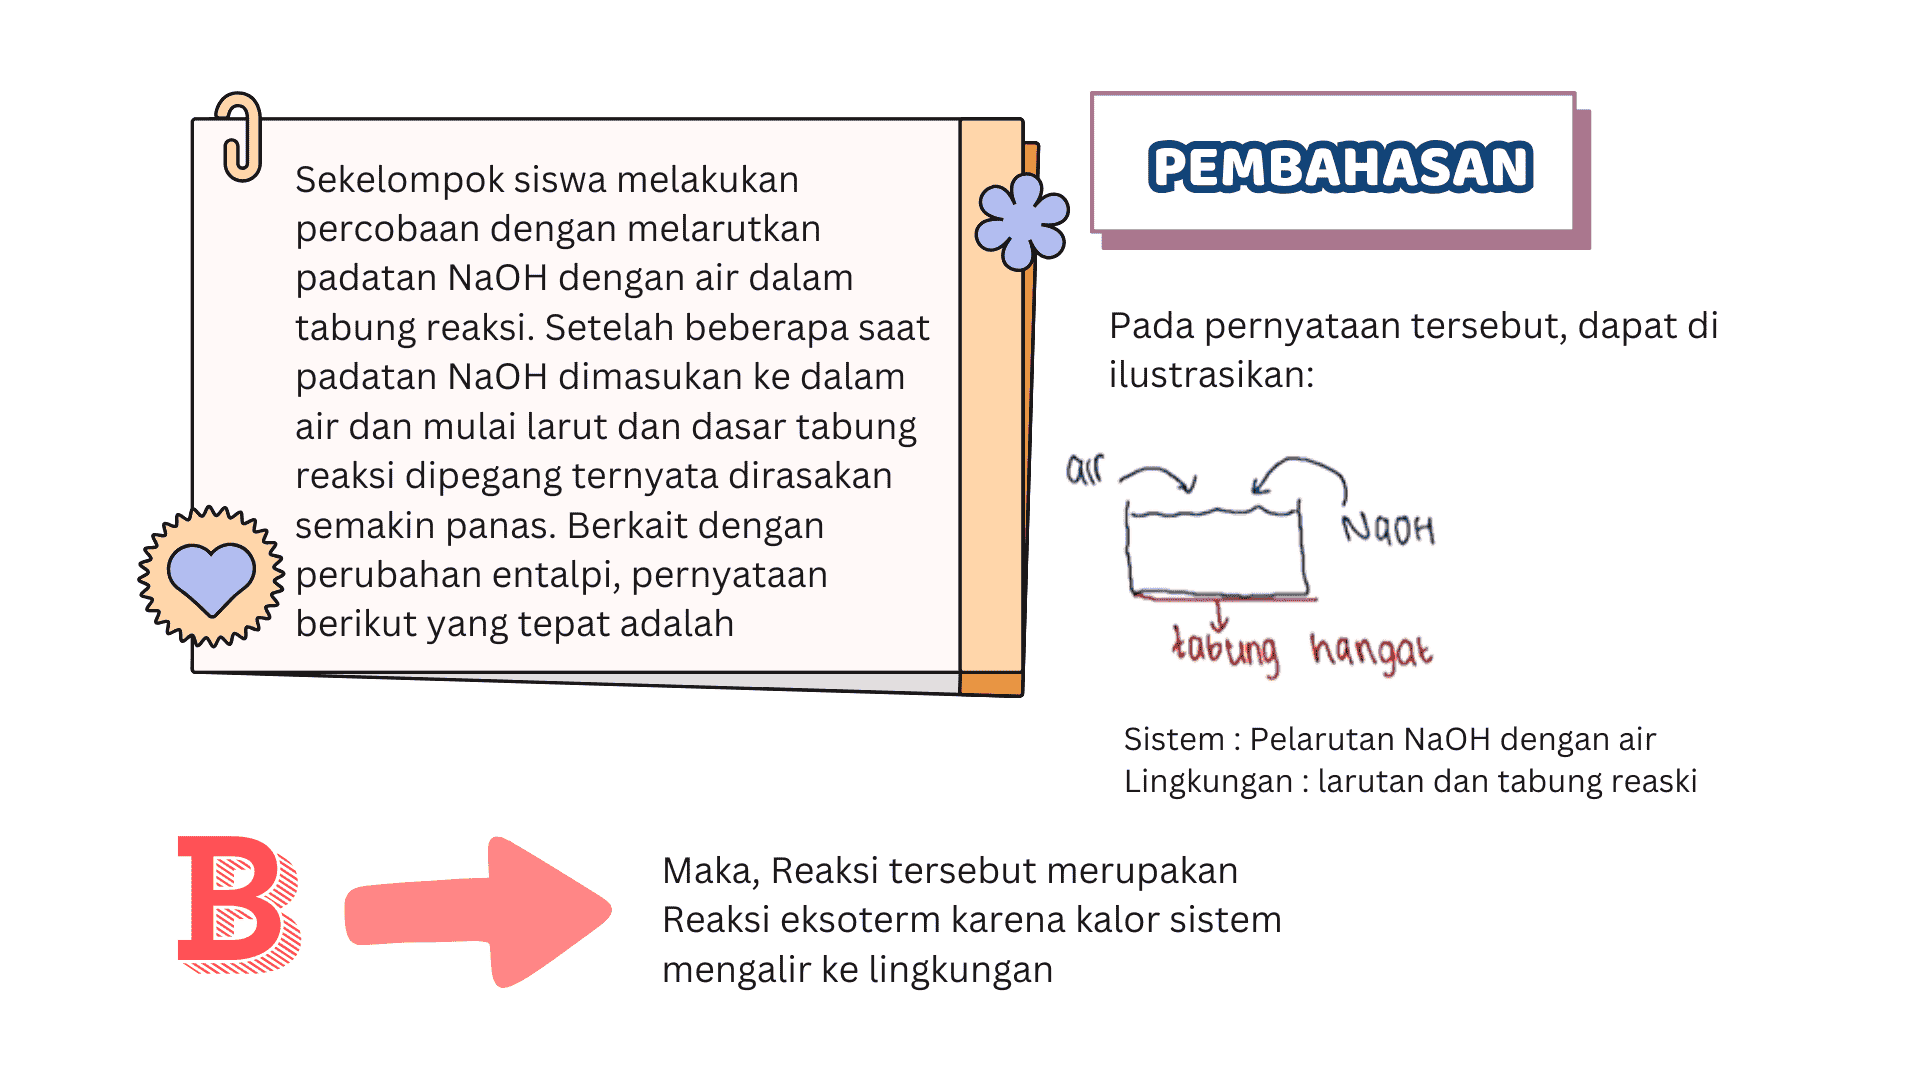 Sekelompok siswa melakukan
percobaan dengan melarutkan
padatan NaOH dengan air dalam
tabung reaksi. Setelah beberapa saat
padatan NaOH dimasukan ke dalam
air dan mulai larut dan dasar tabung
reaksi dipegang ternyata dirasakan
semakin panas. Berkait dengan
perubahan entalpi, pernyataan
berikut yang tepat adalah
PEMBAHASAN
Pada pernyataan tersebut, dapat di
ilustrasikan:
air
NaOH
tabung hangat
Sistem : Pelarutan NaOH dengan air
Lingkungan : larutan dan tabung reaski
B
Maka, Reaksi tersebut merupakan
Reaksi eksoterm karena kalor sistem
mengalir ke lingkungan